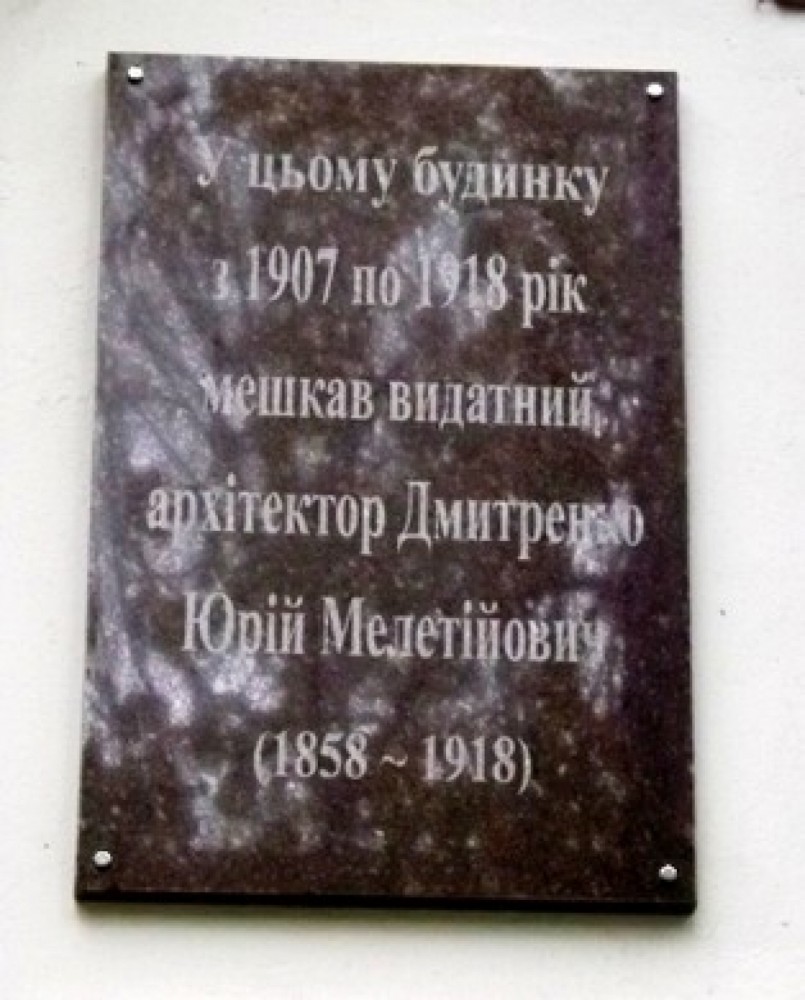 У цьому будинку
з 1907 по 1918 рік
мешкав видатний
архітектор Дмитренко
Юрій Мелетійович
(1858 ~ 1918)